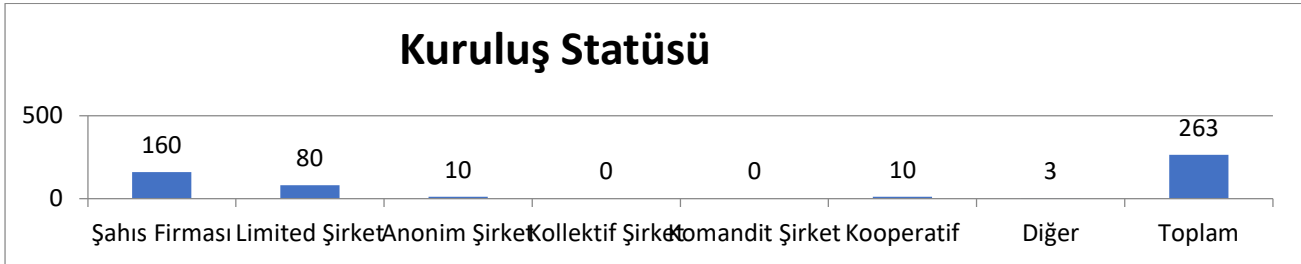 Kuruluş Statüsü
500
160 80 10 0 0 10 3 263
0
Şahıs Firması Limited Şirket Anonim Şirket Kollektif Şirket Komandit Şirket Kooperatif Diğer Toplam